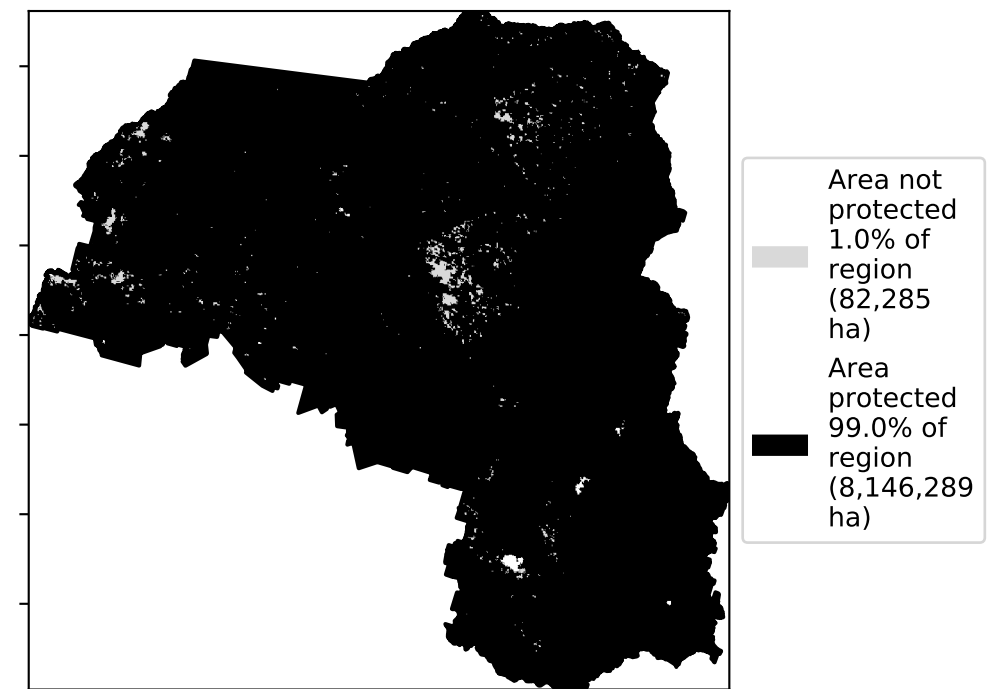 Area not
protected
1.0% of
region
(82,285
ha)
Area
protected
99.0% of
region
(8,146,289
ha)